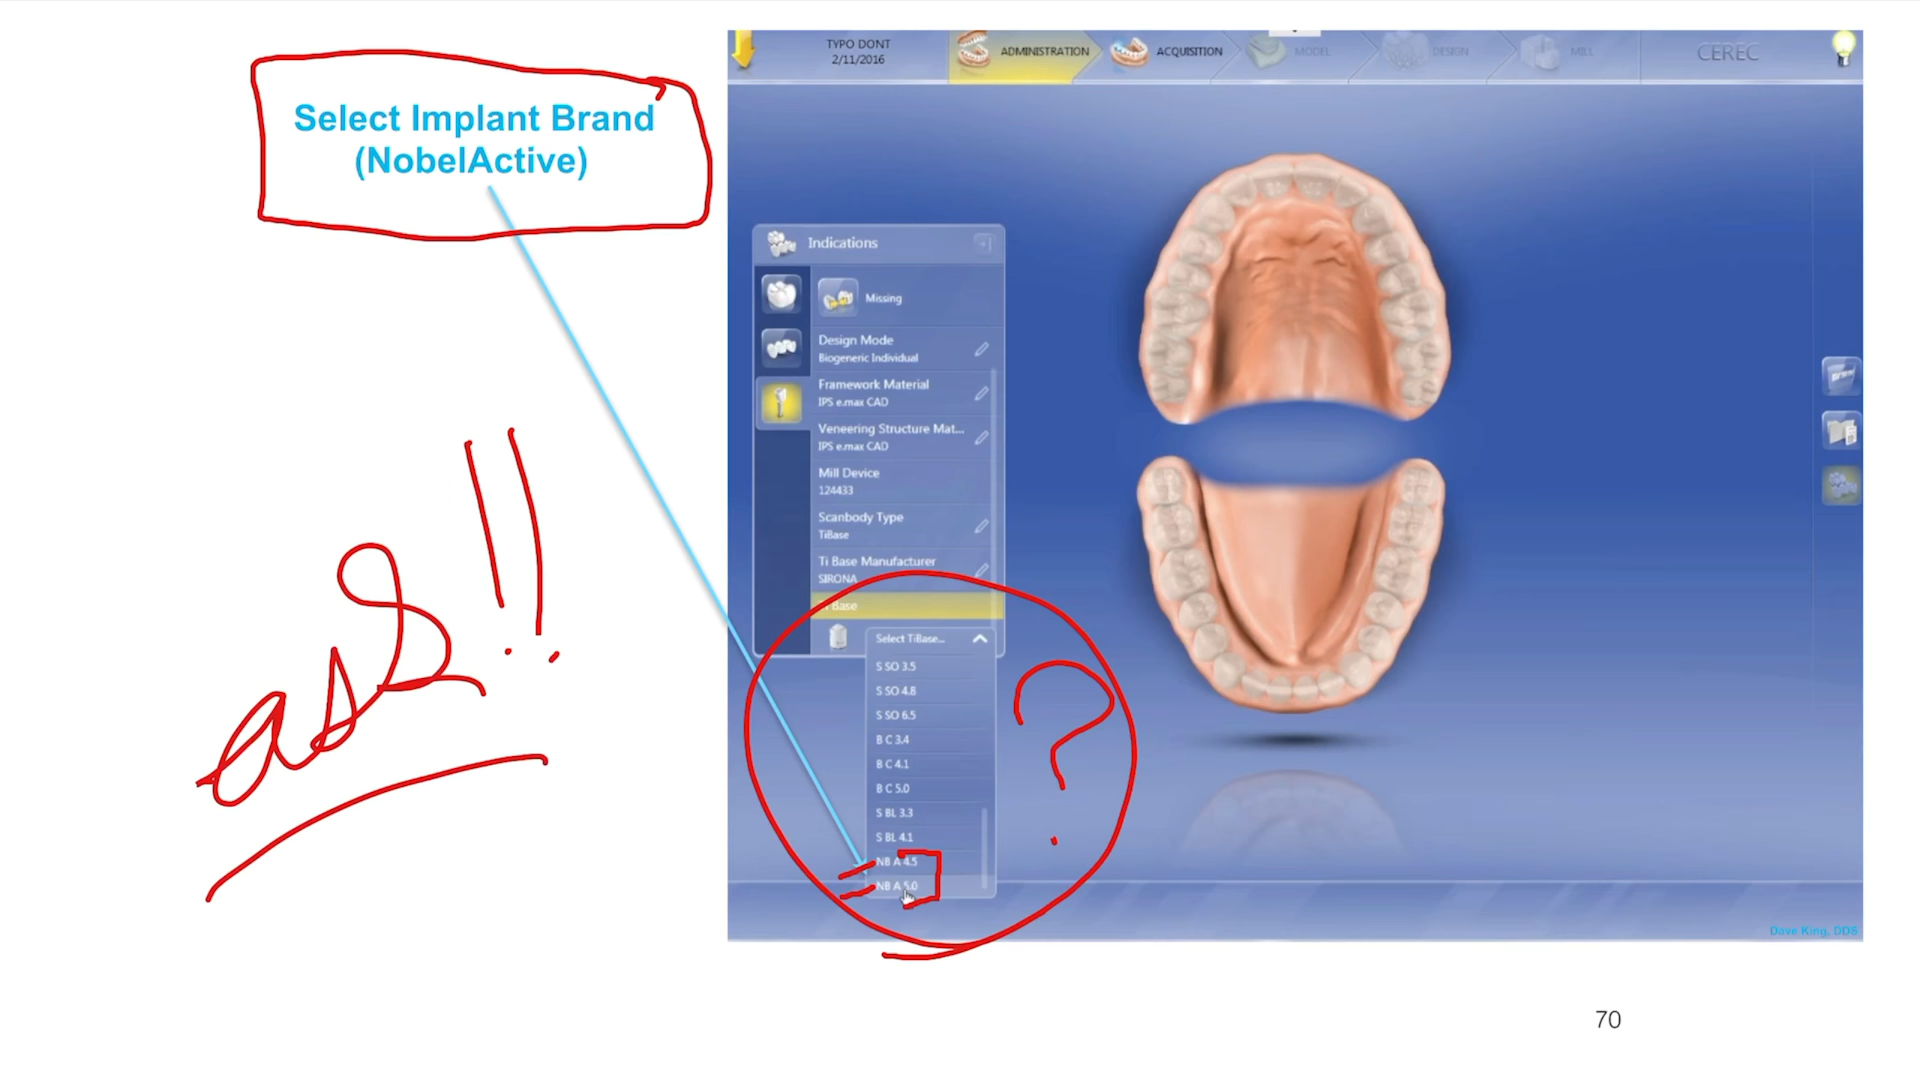 Select Implant Brand
(NobelActive)
ass!!
TYPO DONT
2/11/2016
ADMINISTRATION
ACQUISITION
MODEL
DESIGN
MILL
CEREC
Indications
Missing
Design Mode
Biogeneric Individual
Framework Material
IPS e.max CAD
Veneering Structure Mat...
IPS e.max CAD
Mill Device
124433
Scanbody Type
TiBase
Ti Base Manufacturer
SIRONA
Base
Select TiBase...
S SO 3.5
S SO 4.8
S SO 6.5
B C 3.4
B C 4.1
B C 5.0
S BL 3.3
S BL 4.1
NB A 4.5
NB A 5.0
?
Dave King, DDS
70